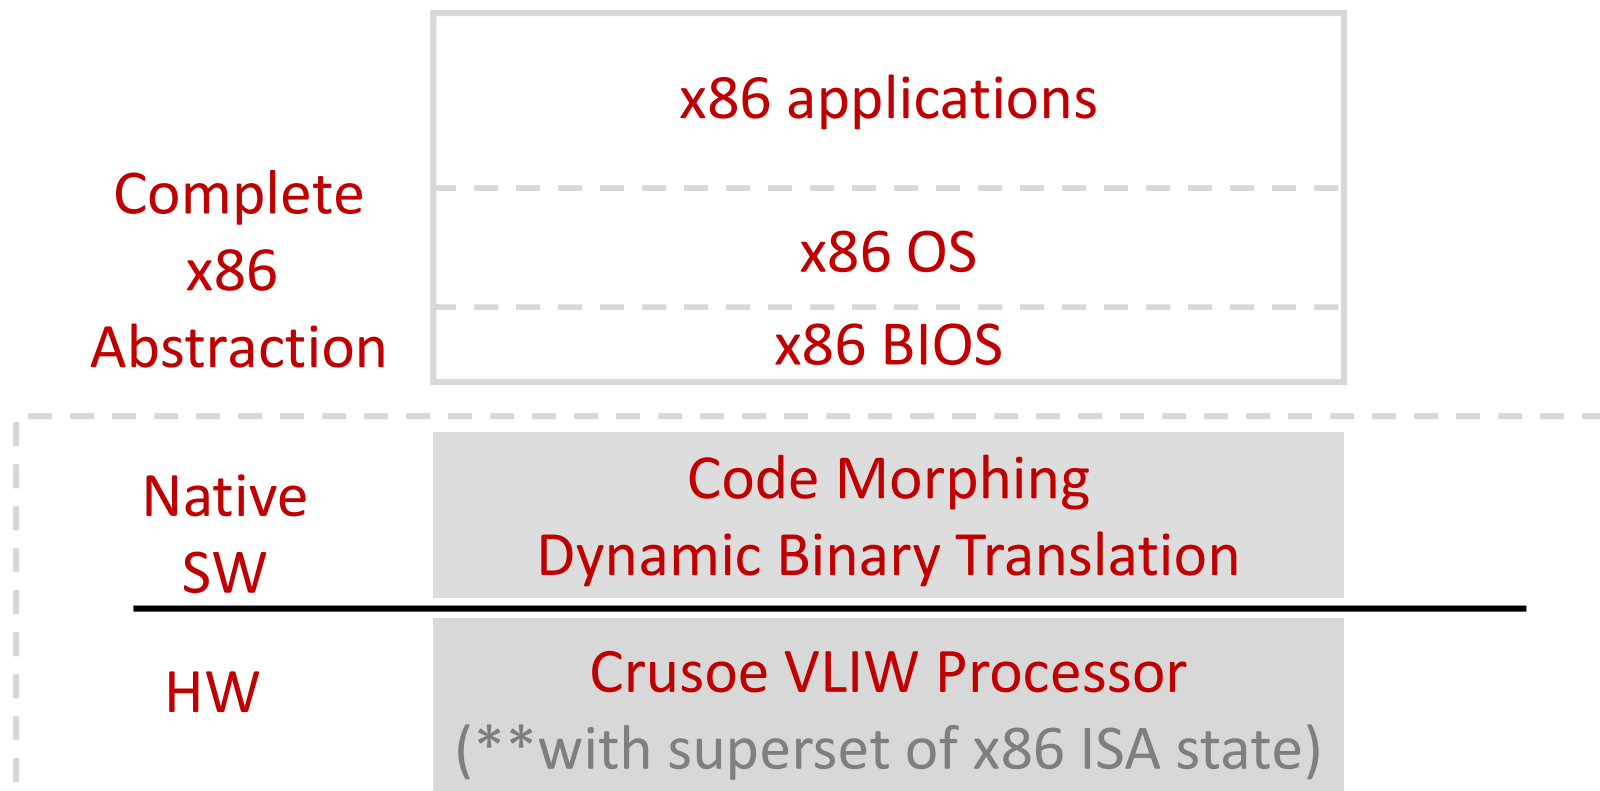 x86 applications
Complete
x86
Abstraction
x86 OS
x86 BIOS
Native
SW
Code Morphing
Dynamic Binary Translation
HW
Crusoe VLIW Processor
(**with superset of x86 ISA state)